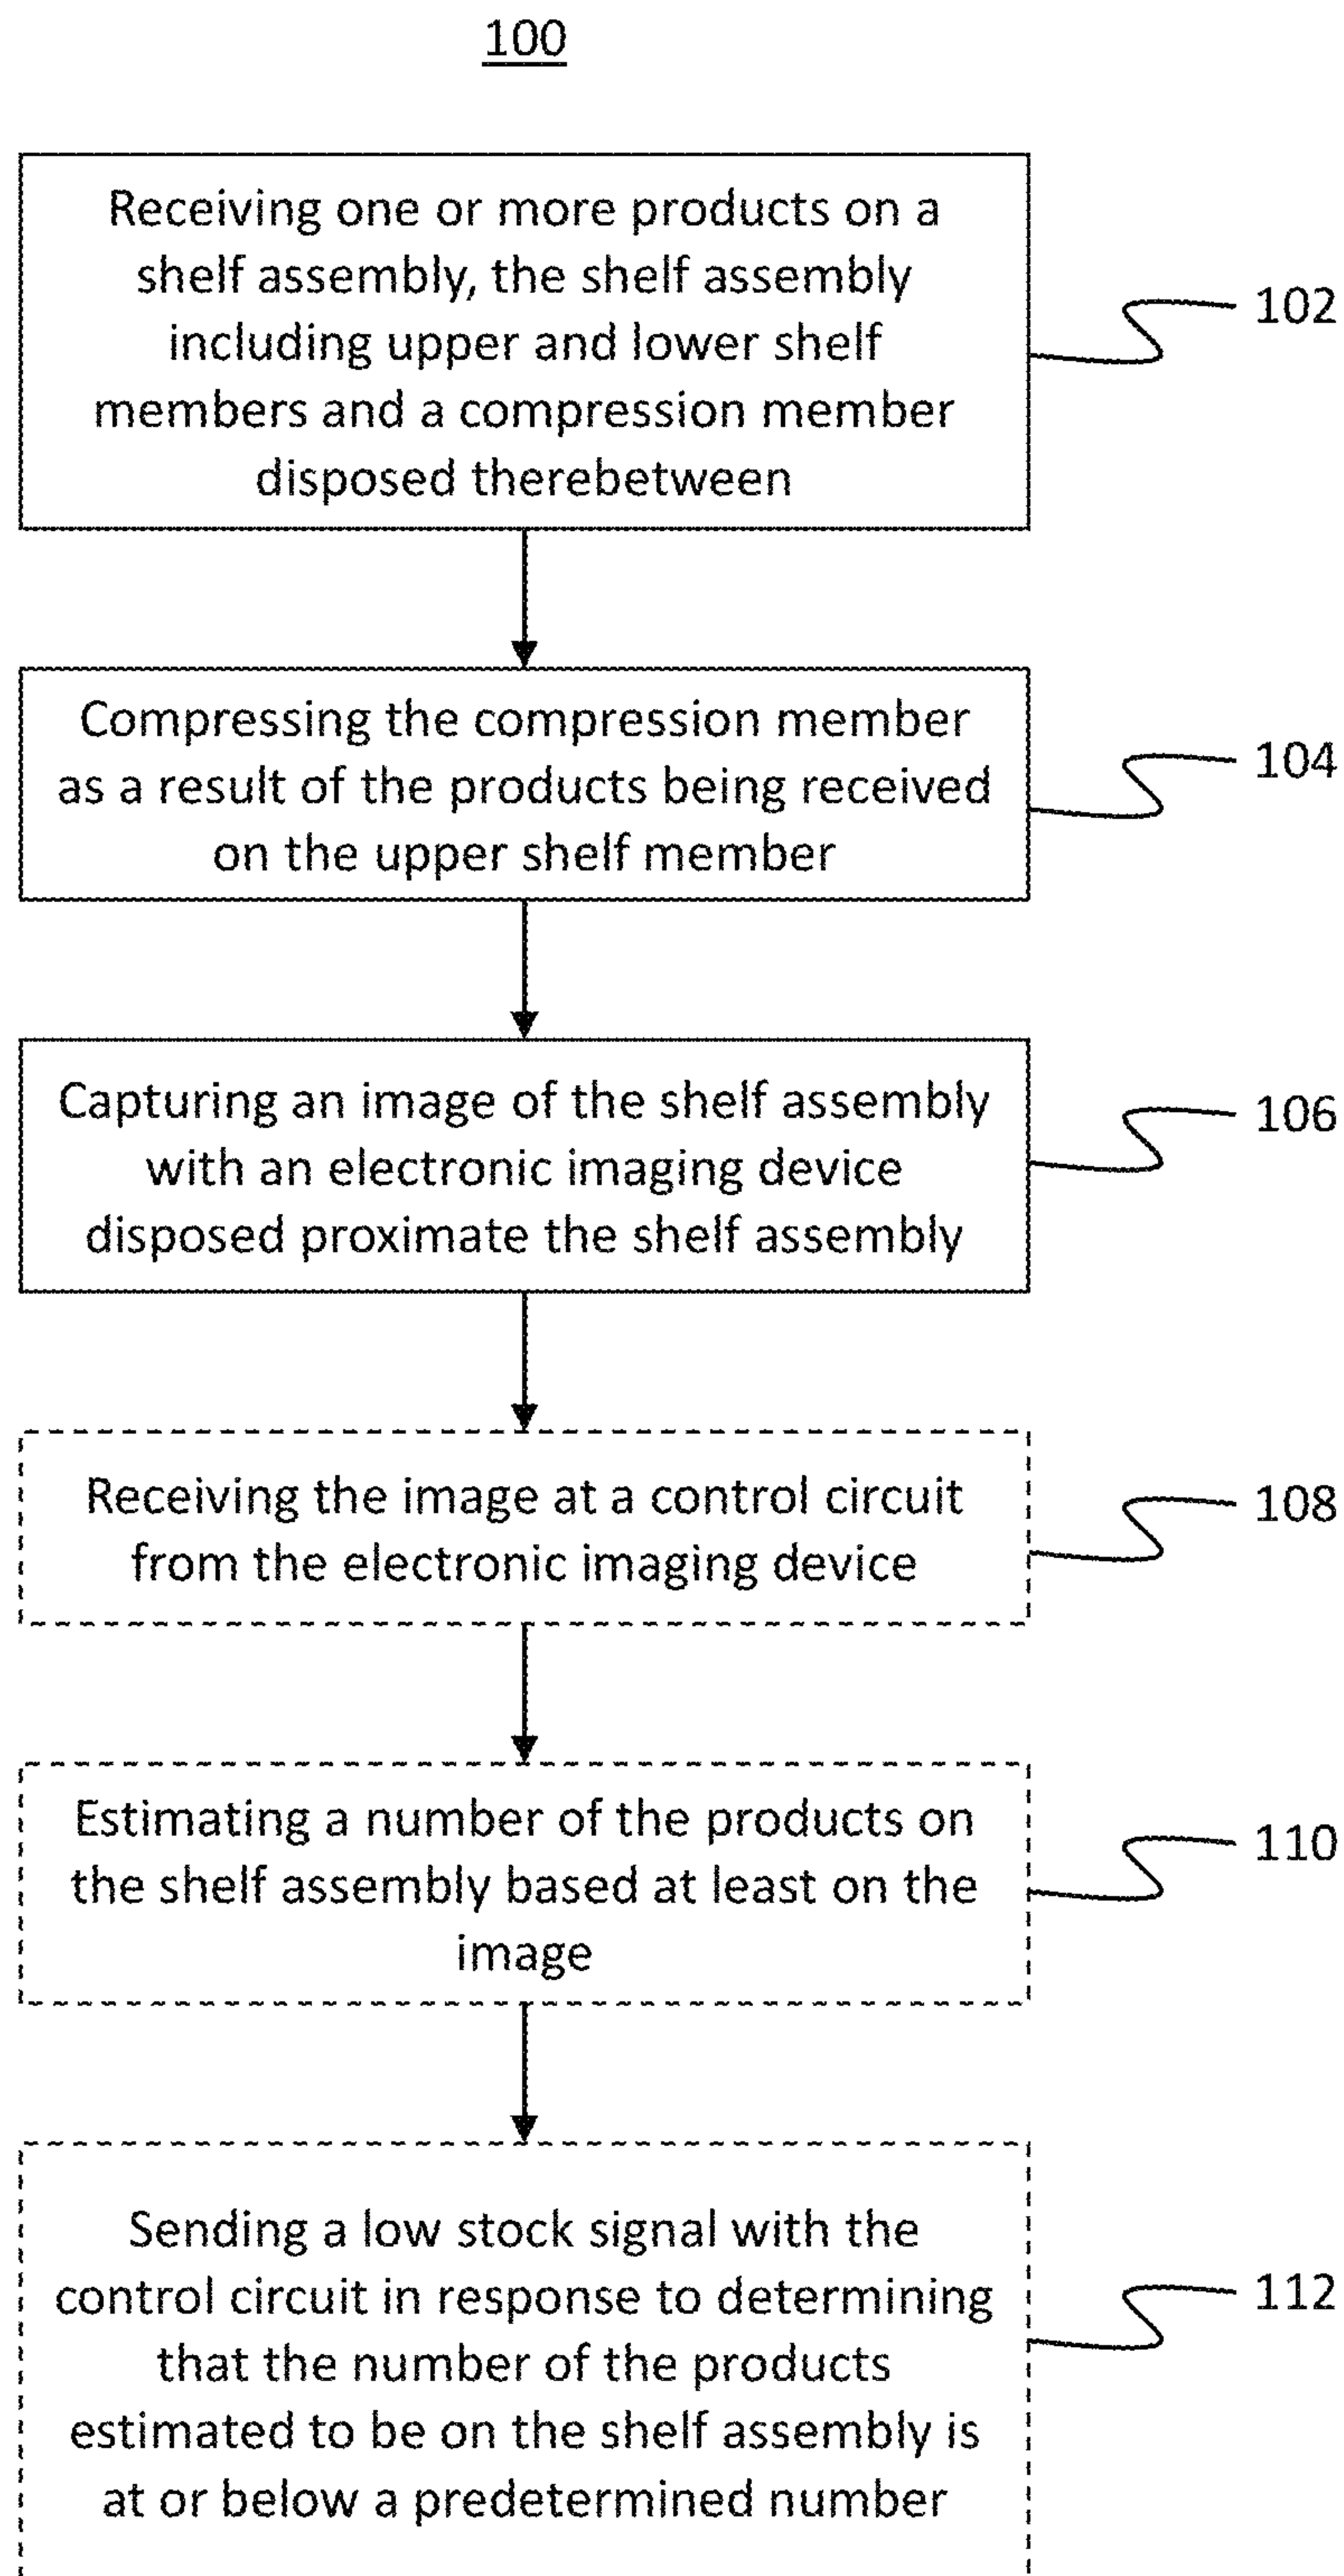 100
Receiving one or more products on a
shelf assembly, the shelf assembly
including upper and lower shelf
members and a compression member
disposed therebetween
102
Compressing the compression member
as a result of the products being received
on the upper shelf member
104
Capturing an image of the shelf assembly
with an electronic imaging device
disposed proximate the shelf assembly
106
Receiving the image at a control circuit
from the electronic imaging device
108
Estimating a number of the products on
the shelf assembly based at least on the
image
110
Sending a low stock signal with the
control circuit in response to determining
that the number of the products
estimated to be on the shelf assembly is
at or below a predetermined number
112